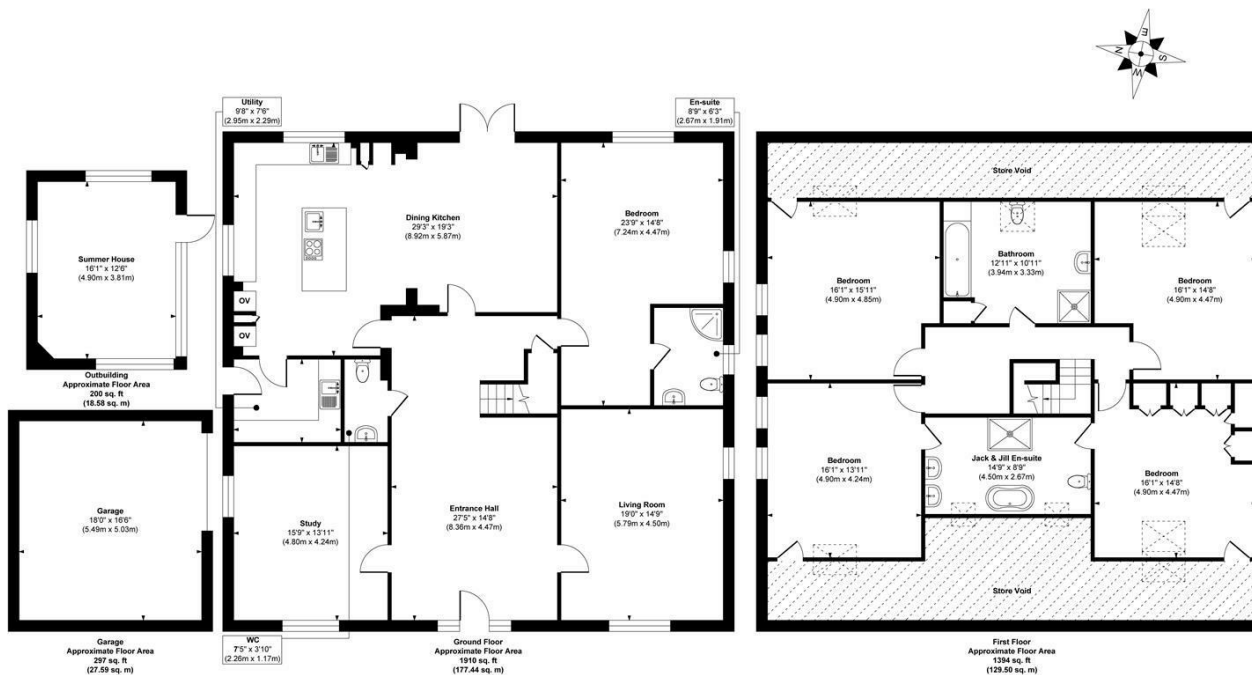 E
N
S
W
Utility
9'8" x 7'6"
(2.95m x 2.29m)
En-suite
8'9" x 6'3"
(2.67m x 1.91m)
Store Void
Dining Kitchen
29'3" x 19'3"
(8.92m x 5.87m)
Bedroom
23'9" x 14'8"
(7.24m x 4.47m)
Summer House
16'1" x 12'6"
(4.90m x 3.81m)
Bedroom
16'1" x 15'11"
(4.90m x 4.85m)
Bathroom
12'11" x 10'11"
(3.94m x 3.33m)
Bedroom
16'1" x 14'8"
(4.90m x 4.47m)
OV
OV
Outbuilding
Approximate Floor Area
200 sq. ft
(18.58 sq. m)
Bedroom
16'1" x 13'11"
(4.90m x 4.24m)
Jack & Jill En-suite
14'9" x 8'9"
(4.50m x 2.67m)
Bedroom
16'1" x 14'8"
(4.90m x 4.47m)
Garage
18'0" x 16'6"
(5.49m x 5.03m)
Study
15'9" x 13'11"
(4.80m x 4.24m)
Entrance Hall
27'5" x 14'8"
(8.36m x 4.47m)
Living Room
19'0" x 14'9"
(5.79m x 4.50m)
Store Void
Garage
Approximate Floor Area
297 sq. ft
(27.59 sq. m)
WC
7'5" x 3'10"
(2.26m x 1.17m)
Ground Floor
Approximate Floor Area
1910 sq. ft
(177.44 sq. m)
First Floor
Approximate Floor Area
1394 sq. ft
(129.50 sq. m)